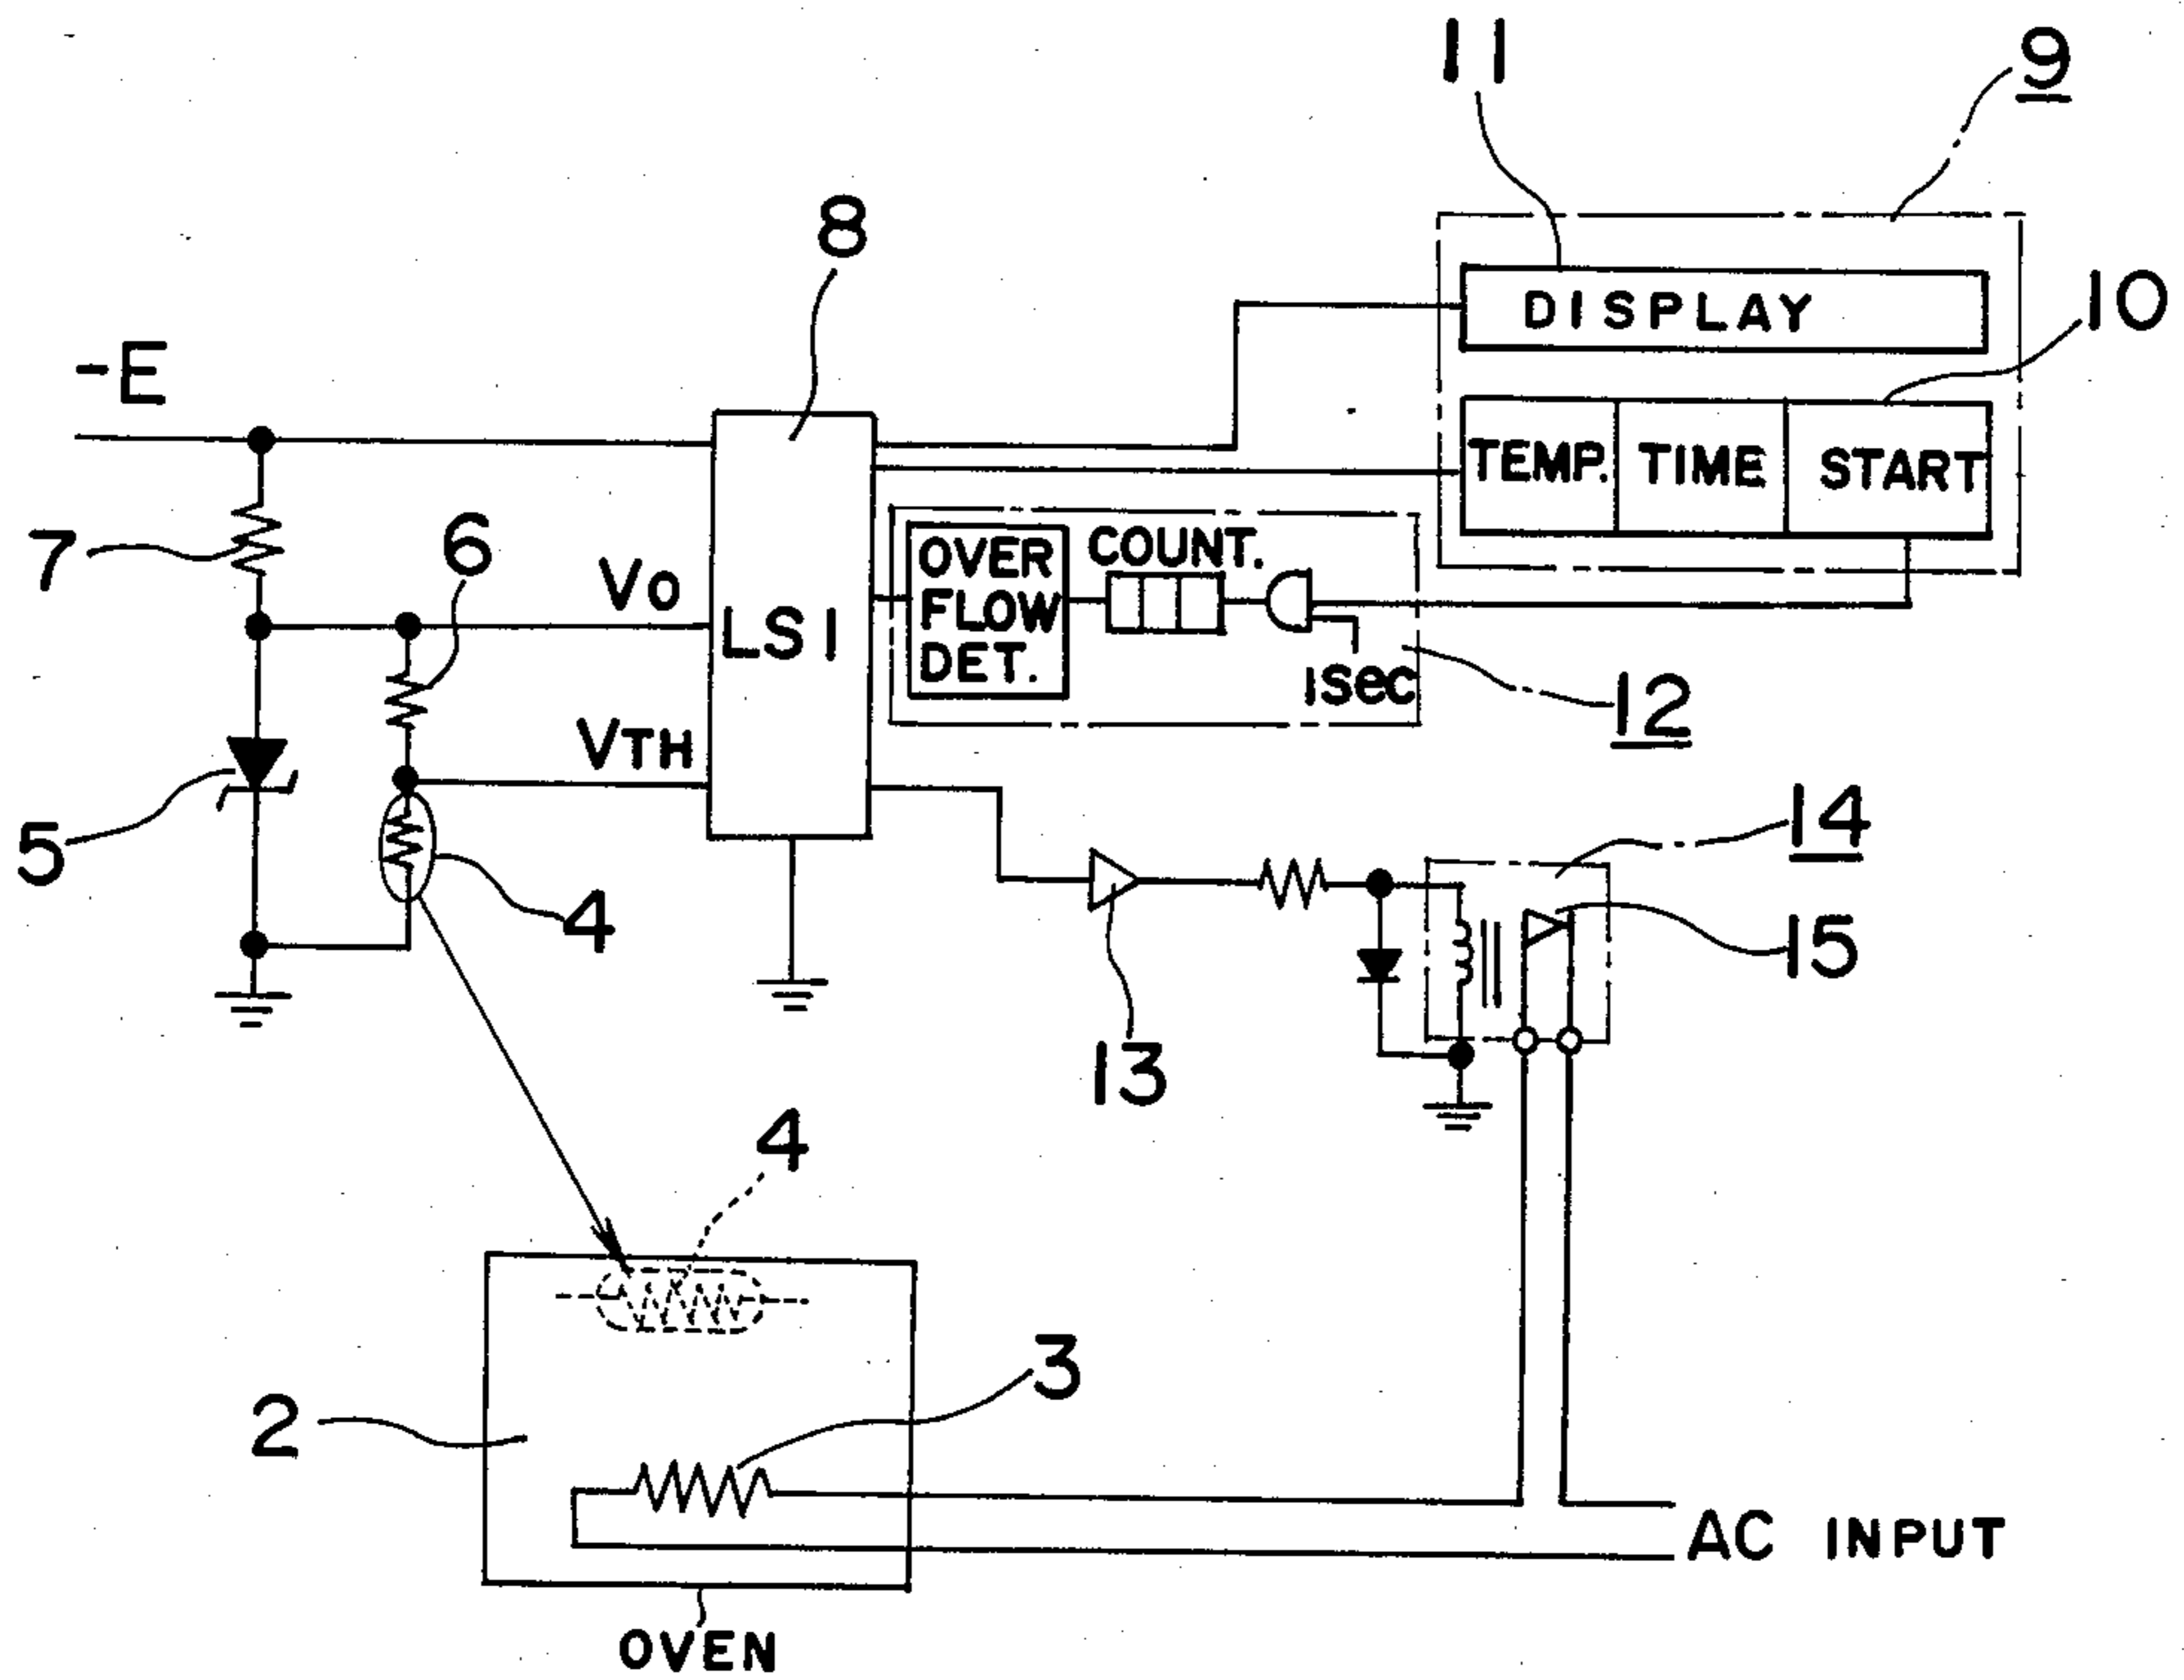 11
9
8
DISPLAY
10
-E
TEMP. TIME START
7
6
Vo
OVER
FLOW
DET.
COUNT.
LSI
1sec
12
VTH
5
4
14
15
13
4
3
2
AC INPUT
OVEN